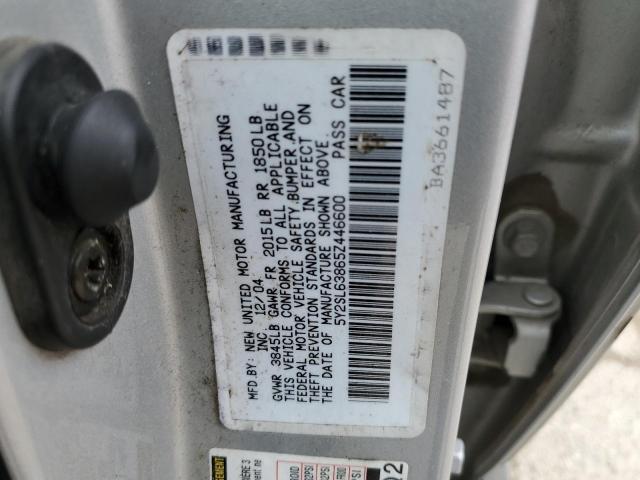 MFD BY: NEW UNITED MOTOR MANUFACTURING
INC. 12/04
GVWR 3845LB GAWR FR 2015LB RR 1850LB
THIS VEHICLE CONFORMS TO ALL APPLICABLE
FEDERAL MOTOR VEHICLE SAFETY,BUMPER,AND
THEFT PREVENTION STANDARDS IN EFFECT ON
THE DATE OF MANUFACTURE SHOWN ABOVE.
5Y2SL63865Z446600 PASS CAR
BA3661487